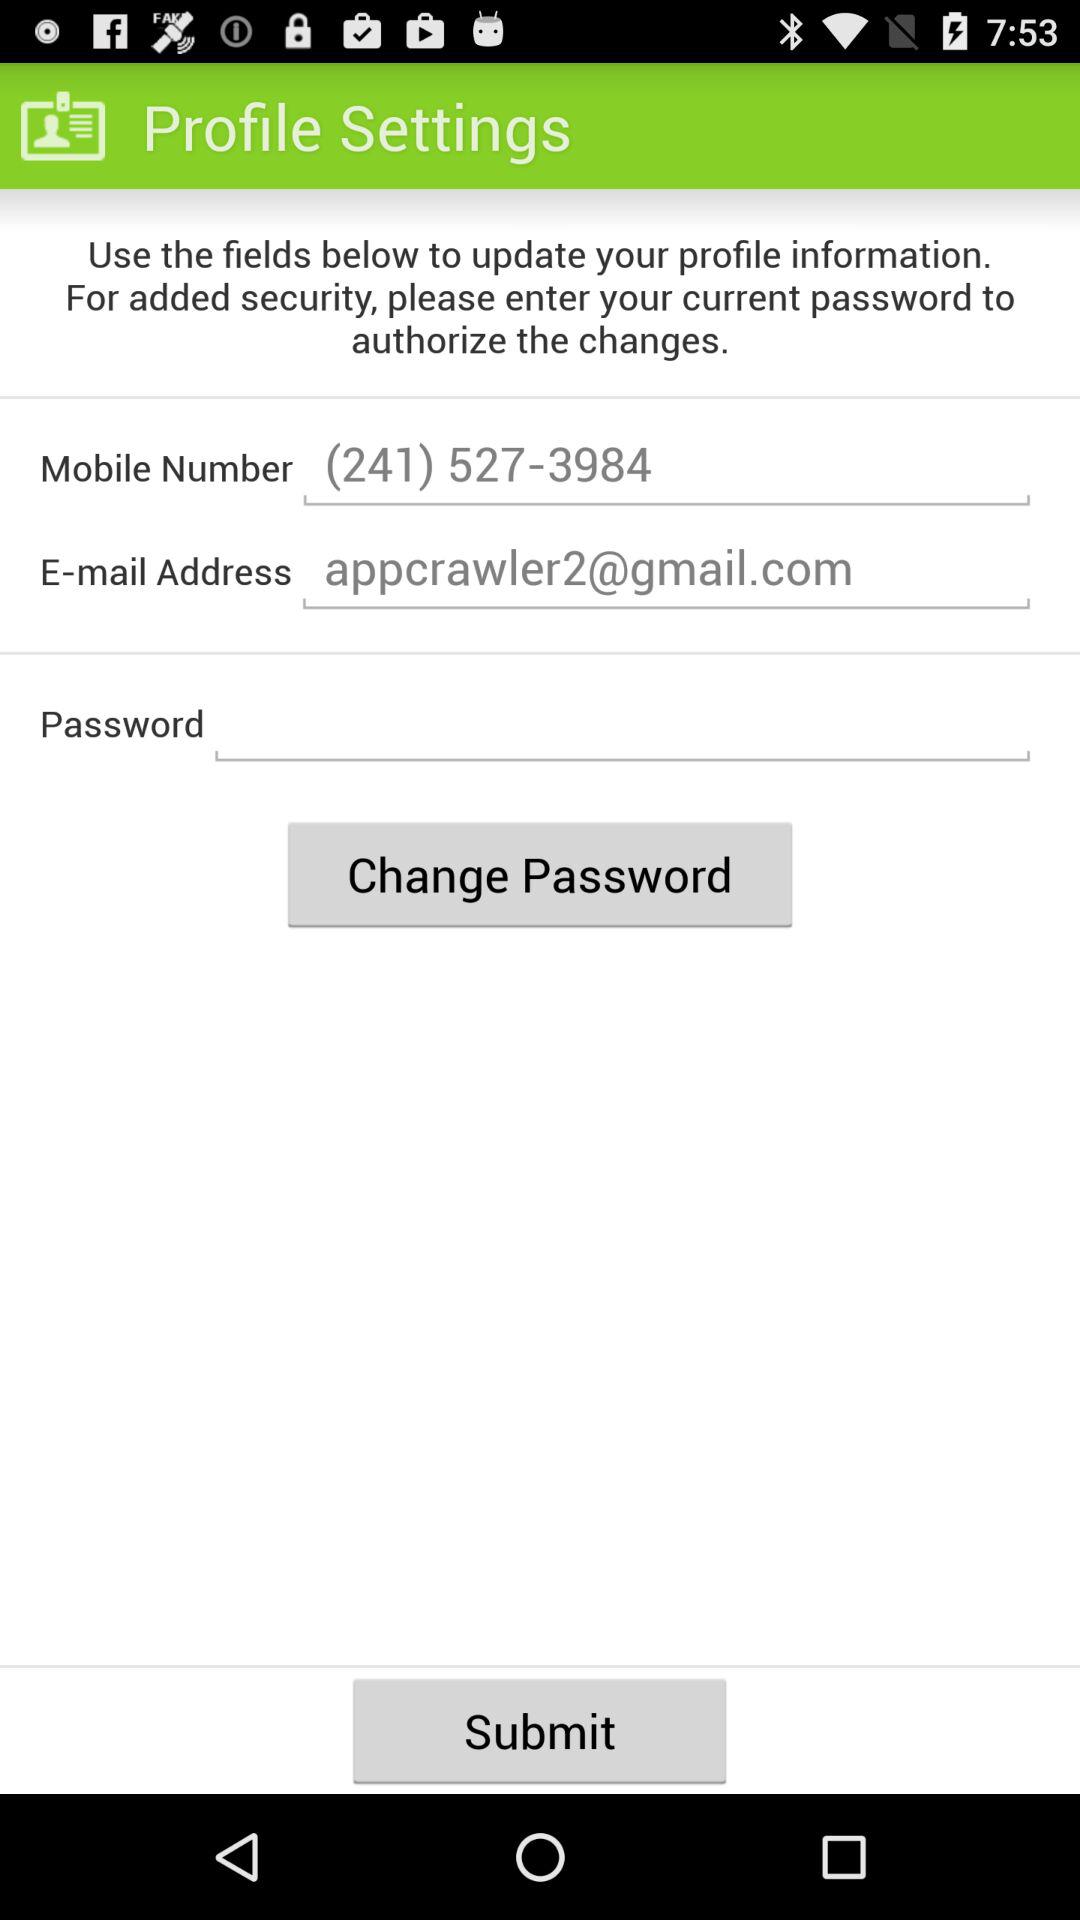 FAKE
7:53
Profile Settings
Use the fields below to update your profile information.
For added security, please enter your current password to
authorize the changes.
Mobile Number (241) 527-3984
E-mail Address appcrawler2@gmail.com
Password
Change Password
Submit